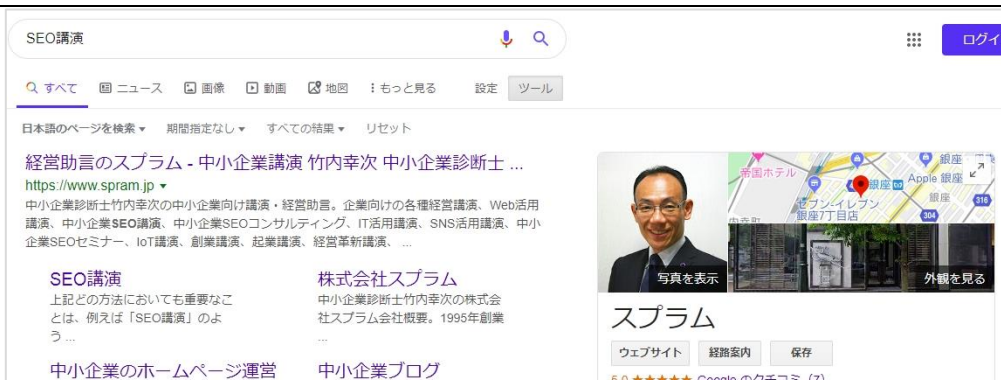 SEO講演
ログイ
すべて ニュース 画像 動画 地図 もっと見る 設定 ツール
日本語のページを検索 期間指定なし すべての結果 リセット
経営助言のスプラム - 中小企業講演 竹内幸次 中小企業診断士 ...
https://www.spram.jp
中小企業診断士竹内幸次の中小企業向け講演・経営助言。企業向けの各種経営講演、Web活用
講演、中小企業SEO講演、中小企業SEOコンサルティング、IT活用講演、SNS活用講演、中小
企業SEOセミナー、IoT講演、創業講演、起業講演、経営革新講演、 ...
SEO講演
上記どの方法においても重要なこ
とは、例えば「SEO講演」のよ
う ...
株式会社スプラム
中小企業診断士竹内幸次の株式会
社スプラム会社概要。1995年創業
...
中小企業のホームページ運営
中小企業ブログ
写真を表示
帝国ホテル
銀座
Apple 銀座
銀座
セブン-イレブン
銀座7丁目店
銀座
内幸町
304
316
外観を見る
スプラム
ウェブサイト 経路案内 保存
5.0 ★★★★★ Google のクチコミ（7）